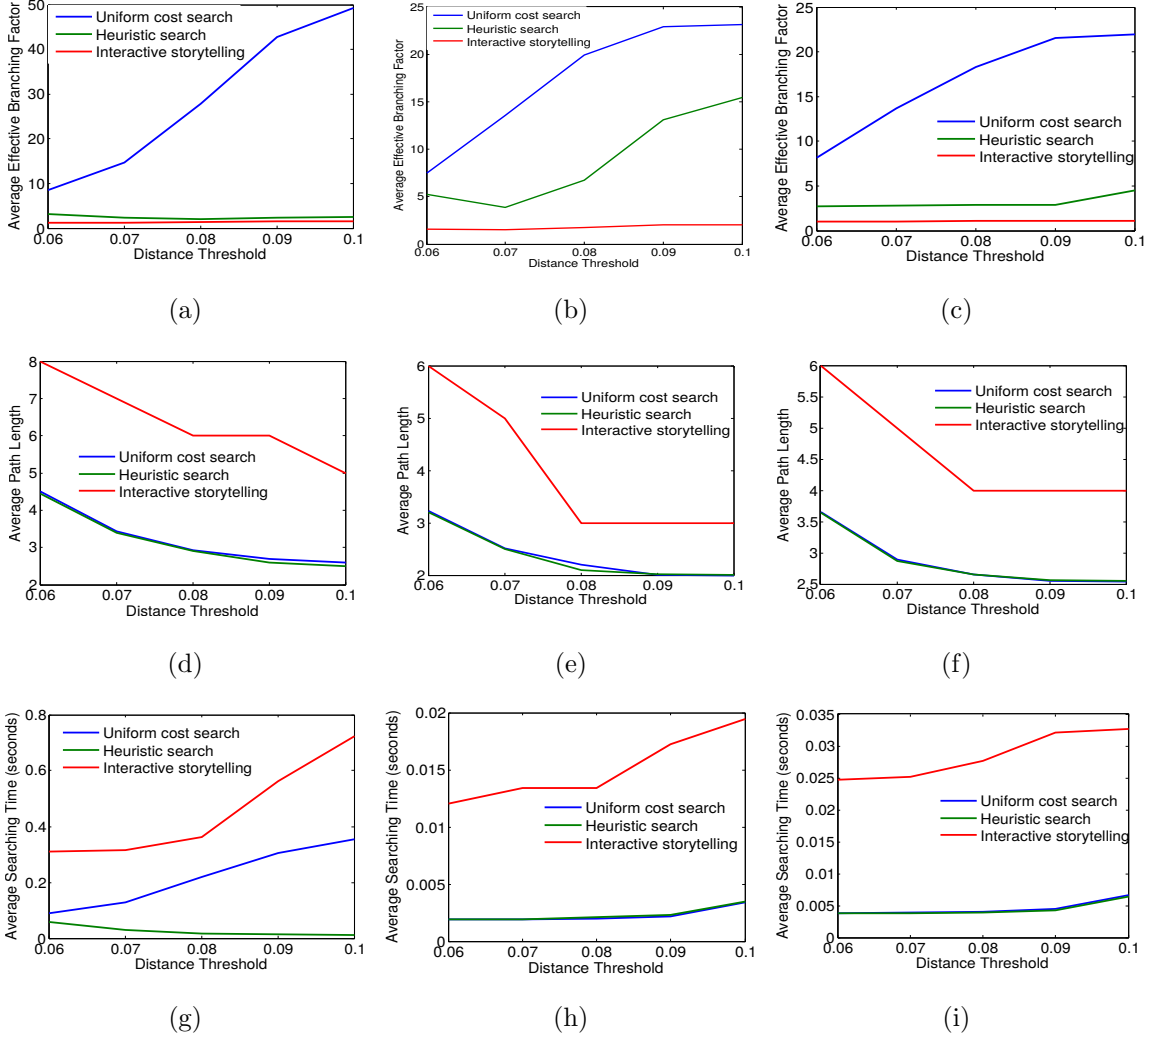 50
40
30
20
10
0
Average Effective Branching Factor
Uniform cost search
Heuristic search
Interactive storytelling
0.06 0.07 0.08 0.09 0.1
Distance Threshold
(a)
25
20
15
10
5
0
Average Effective Branching Factor
Uniform cost search
Heuristic search
Interactive storytelling
0.06 0.07 0.08 0.09 0.1
Distance Threshold
(b)
25
20
15
10
5
0
Average Effective Branching Factor
Uniform cost search
Heuristic search
Interactive storytelling
0.06 0.07 0.08 0.09 0.1
Distance Threshold
(c)
8
7
6
5
4
3
2
Average Path Length
Uniform cost search
Heuristic search
Interactive storytelling
0.06 0.07 0.08 0.09 0.1
Distance Threshold
(d)
6
5
4
3
2
Average Path Length
Uniform cost search
Heuristic search
Interactive storytelling
0.06 0.07 0.08 0.09 0.1
Distance Threshold
(e)
6
5.5
5
4.5
4
3.5
3
2.5
Average Path Length
Uniform cost search
Heuristic search
Interactive storytelling
0.06 0.07 0.08 0.09 0.1
Distance Threshold
(f)
0.8
0.6
0.4
0.2
0
Average Searching Time (seconds)
Uniform cost search
Heuristic search
Interactive storytelling
0.06 0.07 0.08 0.09 0.1
Distance Threshold
(g)
0.02
0.015
0.01
0.005
0
Average Searching Time (seconds)
Uniform cost search
Heuristic search
Interactive storytelling
0.06 0.07 0.08 0.09 0.1
Distance Threshold
(h)
0.035
0.03
0.025
0.02
0.015
0.01
0.005
0
Average Searching Time (seconds)
Uniform cost search
Heuristic search
Interactive storytelling
0.06 0.07 0.08 0.09 0.1
Distance Threshold
(i)